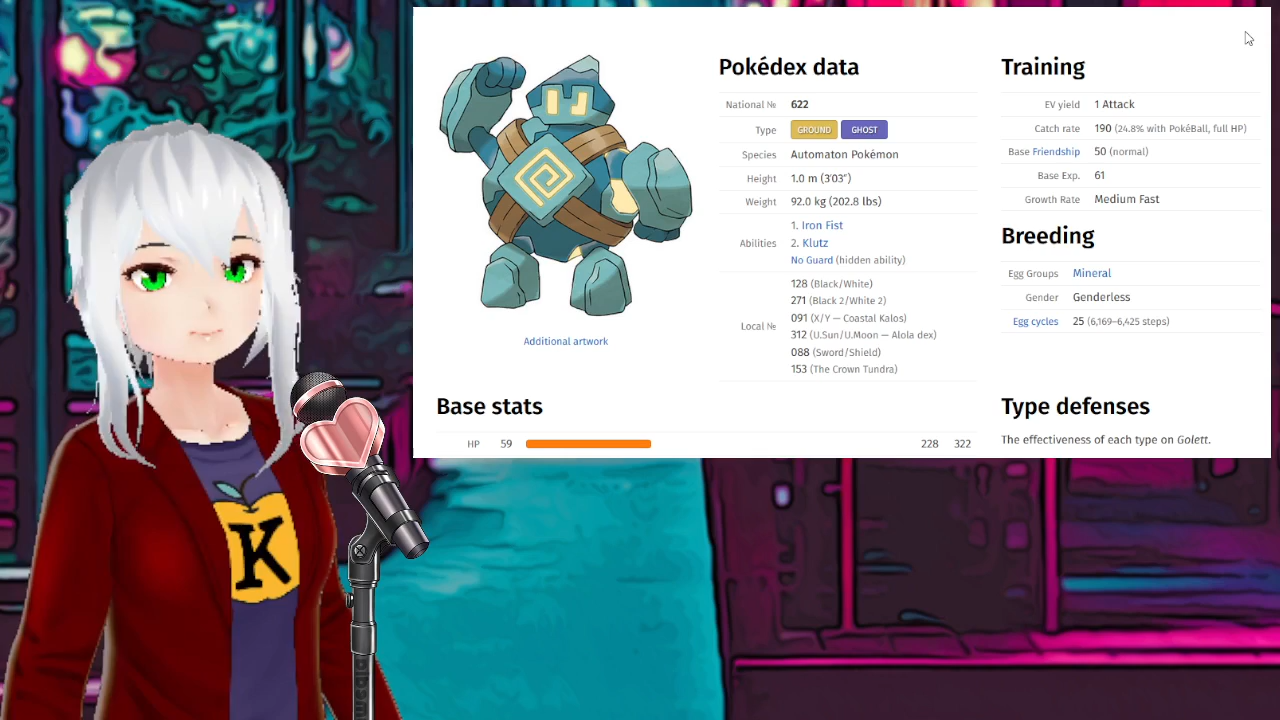 Pokédex data
National № 622
Type GROUND GHOST
Species Automaton Pokémon
Height 1.0 m (3′03″)
Weight 92.0 kg (202.8 lbs)
Abilities 1. Iron Fist
2. Klutz
No Guard (hidden ability)
Local № 128 (Black/White)
271 (Black 2/White 2)
091 (X/Y — Coastal Kalos)
312 (U.Sun/U.Moon — Alola dex)
088 (Sword/Shield)
153 (The Crown Tundra)
Training
EV yield 1 Attack
Catch rate 190 (24.8% with PokéBall, full HP)
Base Friendship 50 (normal)
Base Exp. 61
Growth Rate Medium Fast
Breeding
Egg Groups Mineral
Gender Genderless
Egg cycles 25 (6,169–6,425 steps)
Additional artwork
Base stats
HP 59 228 322
Type defenses
The effectiveness of each type on Golett.
K